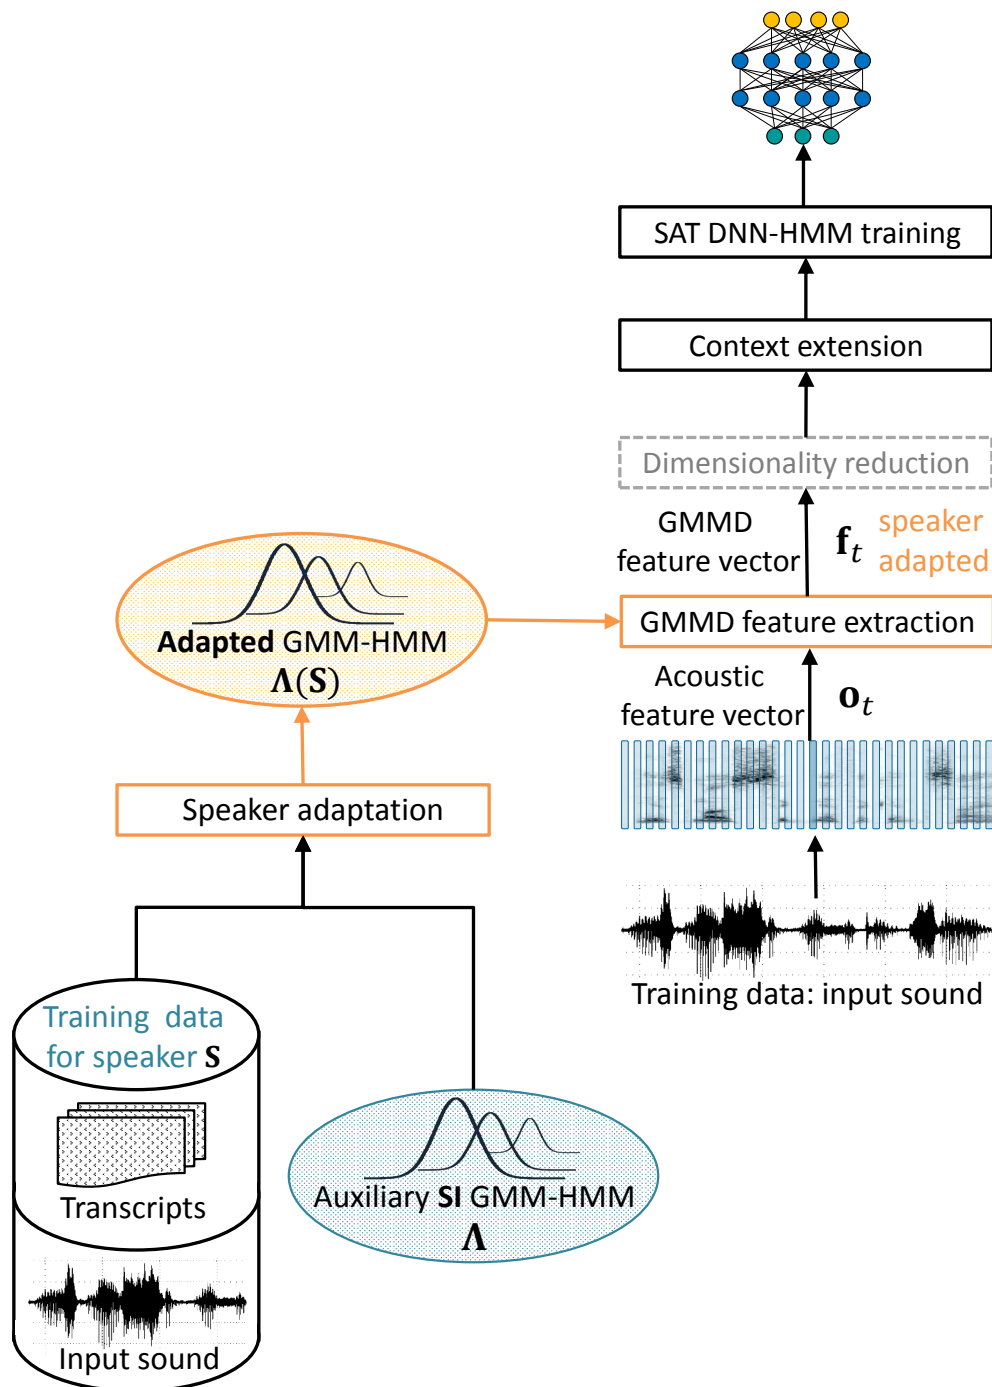 SAT DNN-HMM training
Context extension
Dimensionality reduction
GMMD
feature vector
𝐟ₜ
speaker
adapted
GMMD feature extraction
Adapted GMM-HMM
Λ(S)
Acoustic
feature vector
𝐨ₜ
Speaker adaptation
Training data: input sound
Training data
for speaker S
Transcripts
Input sound
Auxiliary SI GMM-HMM
Λ